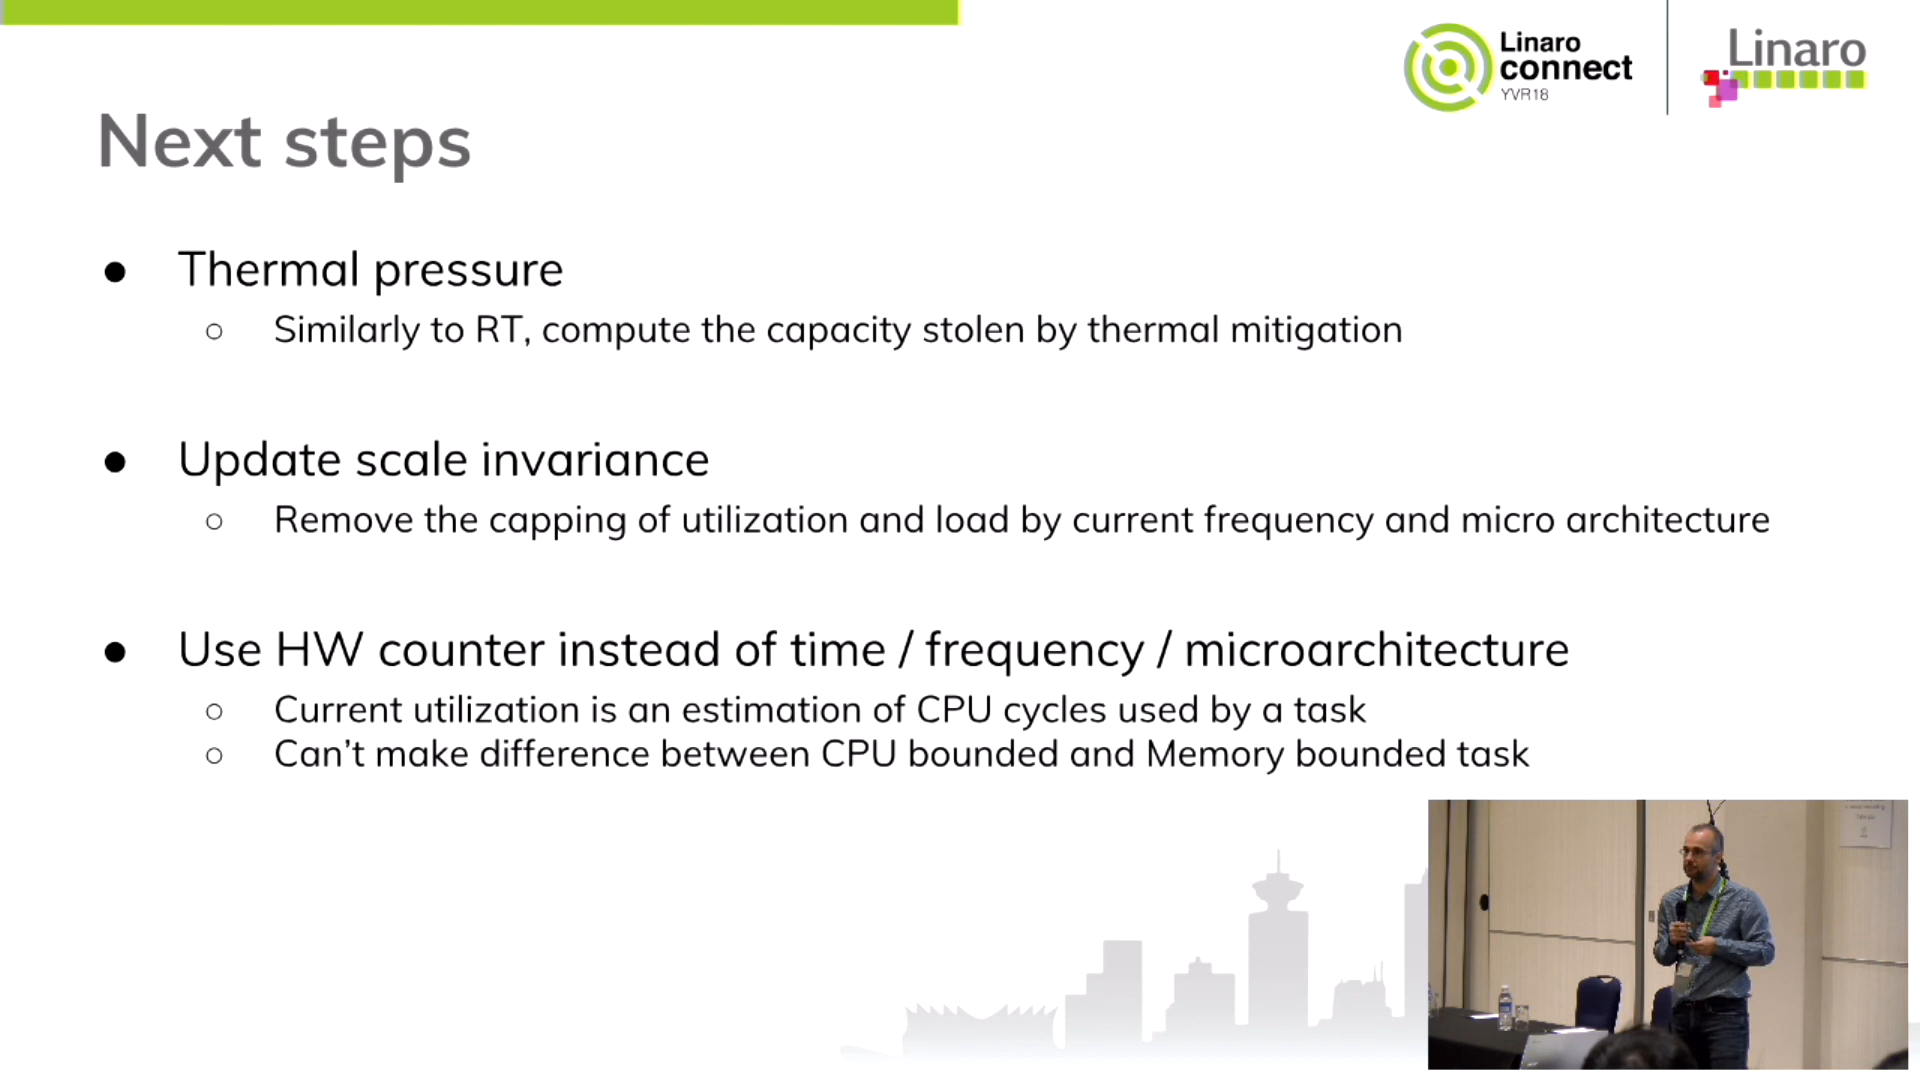 Linaro
connect
YVR18
Linaro
Next steps
● Thermal pressure
○ Similarly to RT, compute the capacity stolen by thermal mitigation
● Update scale invariance
○ Remove the capping of utilization and load by current frequency and micro architecture
● Use HW counter instead of time / frequency / microarchitecture
○ Current utilization is an estimation of CPU cycles used by a task
○ Can't make difference between CPU bounded and Memory bounded task